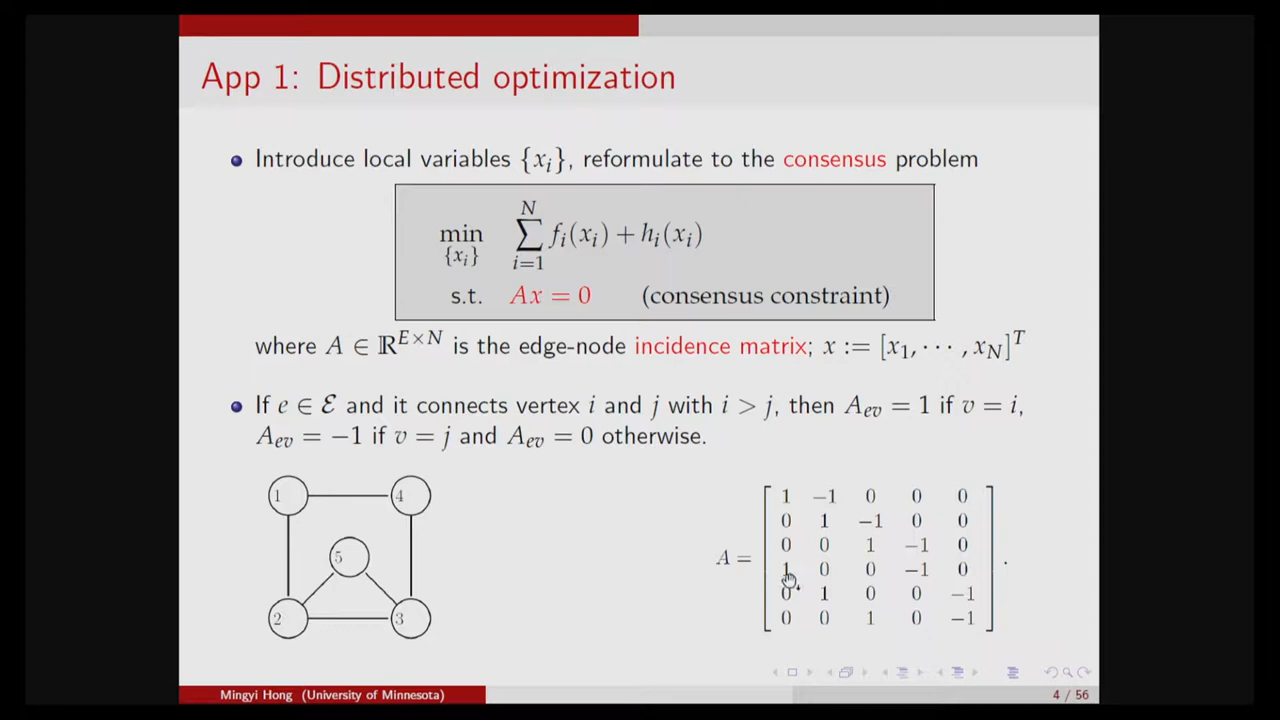 App 1: Distributed optimization
Introduce local variables {x_i}, reformulate to the consensus problem
min_{x_i} ∑_{i=1}^{N} f_i(x_i) + h_i(x_i)
s.t. Ax = 0 (consensus constraint)
where A ∈ ℝ^{E×N} is the edge-node incidence matrix; x := [x_1, ⋯ , x_N]^T
If e ∈ ℰ and it connects vertex i and j with i > j, then A_{ev} = 1 if v = i,
A_{ev} = −1 if v = j and A_{ev} = 0 otherwise.
1 4
5
2 3
1 −1 0 0 0
0 1 −1 0 0
0 0 1 −1 0
A =
1 0 0 −1 0 .
0 1 0 0 −1
0 0 1 0 −1
Mingyi Hong (University of Minnesota) 4 / 56